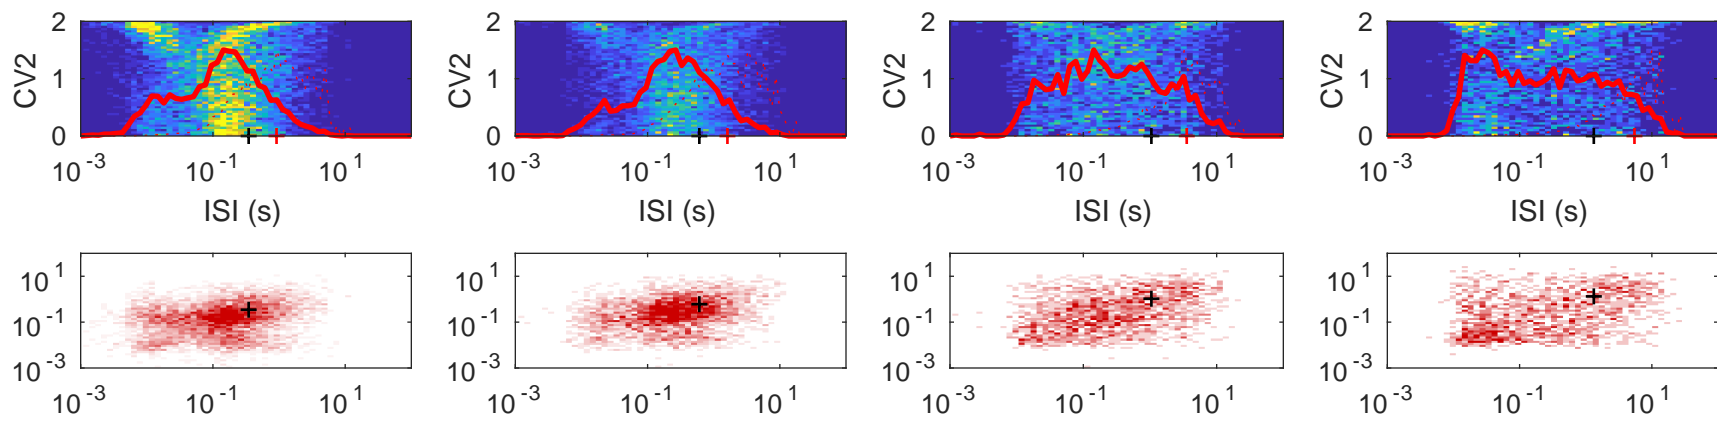 2 2 2 2
CV2 1 CV2 1 CV2 1 CV2 1
0 0 0 0
10^-3 10^-1 10^1 10^-3 10^-1 10^1 10^-3 10^-1 10^1 10^-3 10^-1 10^1
ISI (s) ISI (s) ISI (s) ISI (s)
10^1 10^1 10^1 10^1
10^-1 10^-1 10^-1 10^-1
10^-3 10^-3 10^-3 10^-3
10^-3 10^-1 10^1 10^-3 10^-1 10^1 10^-3 10^-1 10^1 10^-3 10^-1 10^1